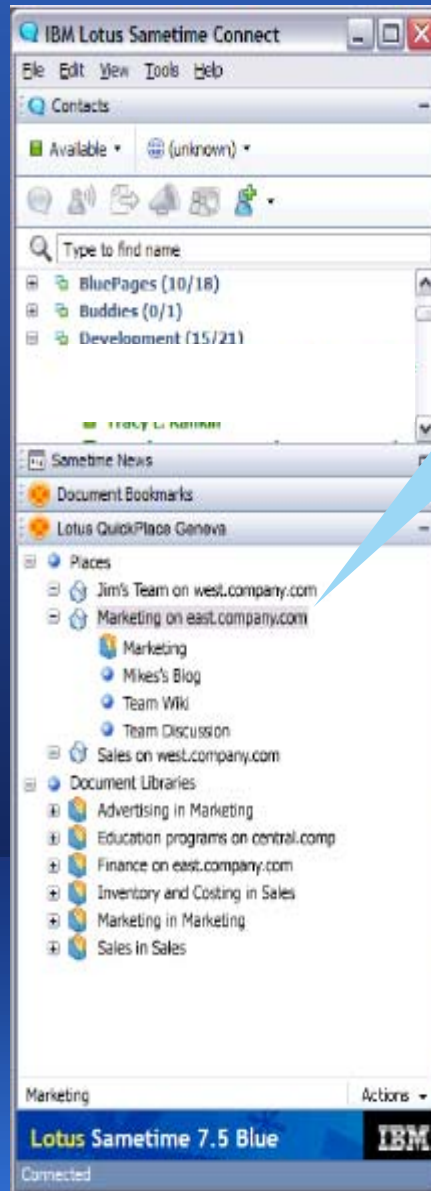 IBM Lotus Sametime Connect
File Edit View Tools Help
Contacts
Available (unknown)
Type to find name
BluePages (10/18)
Buddies (0/1)
Development (15/21)
Tracy L. Rankin
Sametime News
Document Bookmarks
Lotus QuickPlace Geneva
Places
Jim's Team on west.company.com
Marketing on east.company.com
Marketing
Mikes's Blog
Team Wiki
Team Discussion
Sales on west.company.com
Document Libraries
Advertising in Marketing
Education programs on central.comp
Finance on east.company.com
Inventory and Costing in Sales
Marketing in Marketing
Sales in Sales
Marketing Actions
Lotus Sametime 7.5 Blue IBM
Connected